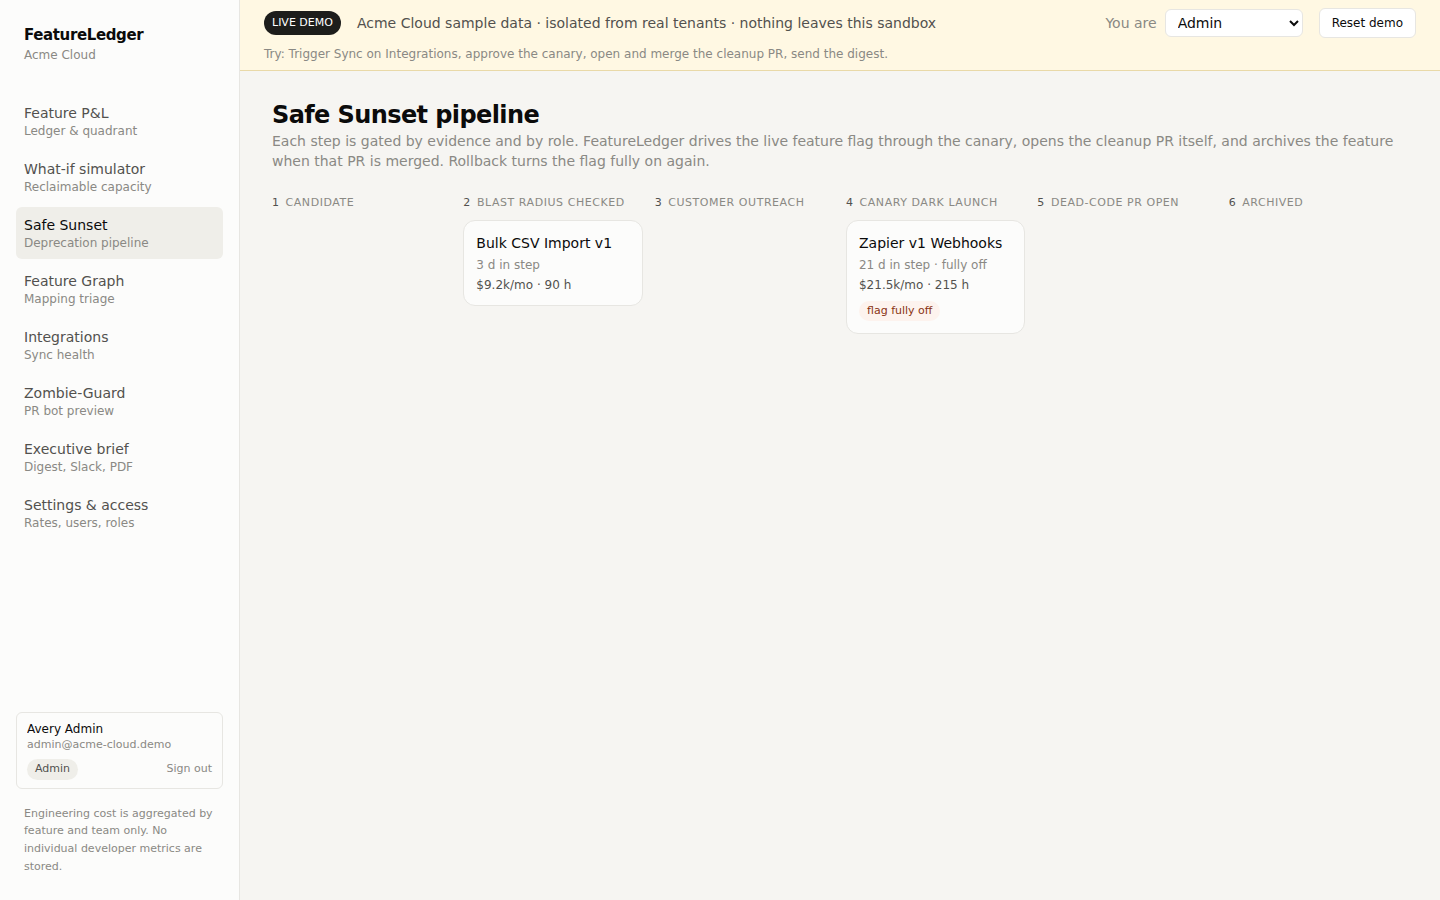 FeatureLedger
Acme Cloud
Feature P&L
Ledger & quadrant
What-if simulator
Reclaimable capacity
Safe Sunset
Deprecation pipeline
Feature Graph
Mapping triage
Integrations
Sync health
Zombie-Guard
PR bot preview
Executive brief
Digest, Slack, PDF
Settings & access
Rates, users, roles
Avery Admin
admin@acme-cloud.demo
Admin Sign out
Engineering cost is aggregated by
feature and team only. No
individual developer metrics are
stored.
LIVE DEMO Acme Cloud sample data · isolated from real tenants · nothing leaves this sandbox You are Admin Reset demo
Try: Trigger Sync on Integrations, approve the canary, open and merge the cleanup PR, send the digest.
Safe Sunset pipeline
Each step is gated by evidence and by role. FeatureLedger drives the live feature flag through the canary, opens the cleanup PR itself, and archives the feature
when that PR is merged. Rollback turns the flag fully on again.
1 CANDIDATE
2 BLAST RADIUS CHECKED
Bulk CSV Import v1
3 d in step
$9.2k/mo · 90 h
3 CUSTOMER OUTREACH
4 CANARY DARK LAUNCH
Zapier v1 Webhooks
21 d in step · fully off
$21.5k/mo · 215 h
flag fully off
5 DEAD-CODE PR OPEN
6 ARCHIVED